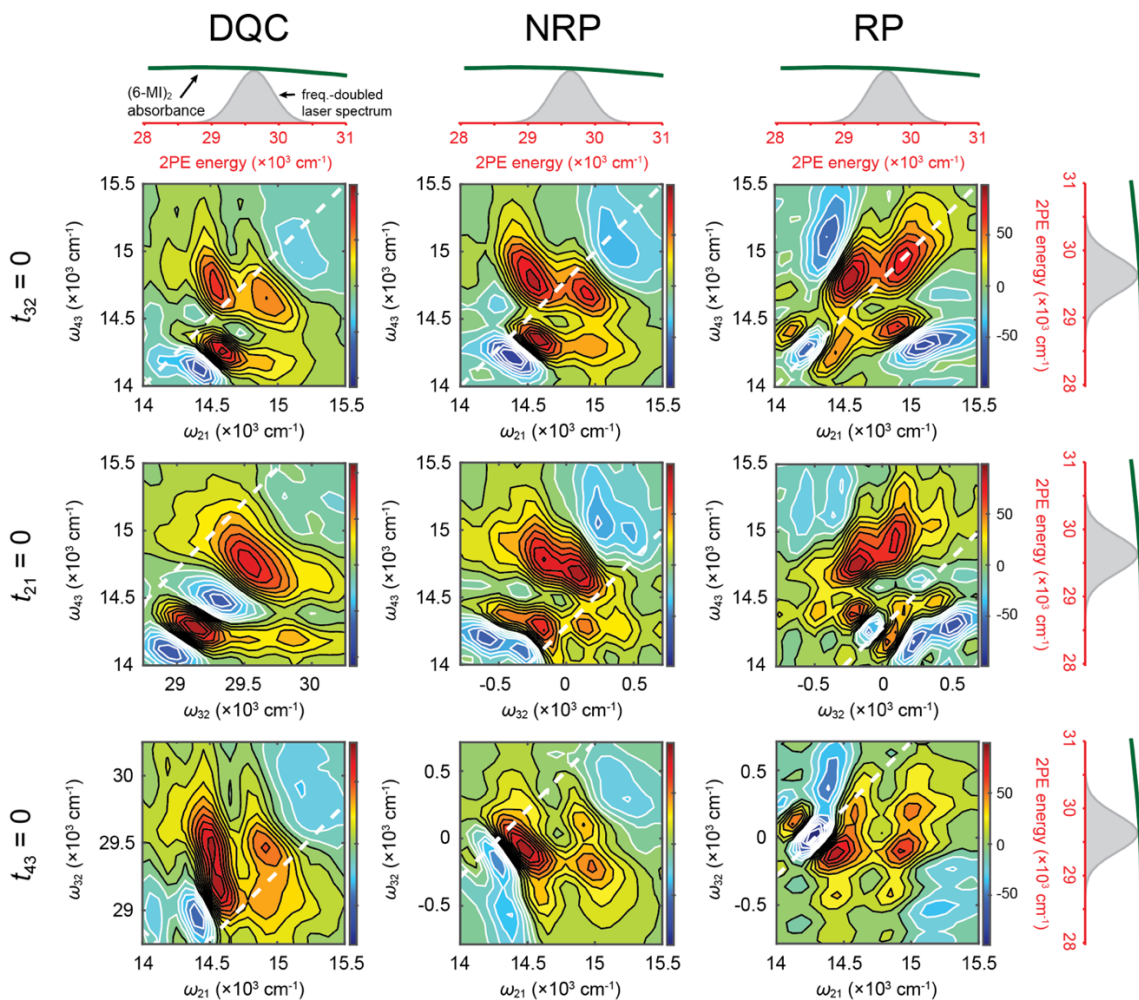 DQC NRP RP
(6-MI)₂
absorbance
freq.-doubled
laser spectrum
28 29 30 31
2PE energy (×10³ cm⁻¹)
28 29 30 31
2PE energy (×10³ cm⁻¹)
28 29 30 31
2PE energy (×10³ cm⁻¹)
t₃₂ = 0
ω₄₃ (×10³ cm⁻¹)
15.5
15
14.5
14
14 14.5 15 15.5
ω₂₁ (×10³ cm⁻¹)
ω₄₃ (×10³ cm⁻¹)
15.5
15
14.5
14
14 14.5 15 15.5
ω₂₁ (×10³ cm⁻¹)
ω₄₃ (×10³ cm⁻¹)
15.5
15
14.5
14
14 14.5 15 15.5
ω₂₁ (×10³ cm⁻¹)
50
0
-50
2PE energy (×10³ cm⁻¹)
31
30
29
28
t₂₁ = 0
ω₄₃ (×10³ cm⁻¹)
15.5
15
14.5
14
29 29.5 30
ω₃₂ (×10³ cm⁻¹)
ω₄₃ (×10³ cm⁻¹)
15.5
15
14.5
14
-0.5 0 0.5
ω₃₂ (×10³ cm⁻¹)
ω₄₃ (×10³ cm⁻¹)
15.5
15
14.5
14
-0.5 0 0.5
ω₃₂ (×10³ cm⁻¹)
50
0
-50
2PE energy (×10³ cm⁻¹)
31
30
29
28
t₄₃ = 0
ω₃₂ (×10³ cm⁻¹)
30
29.5
29
14 14.5 15 15.5
ω₂₁ (×10³ cm⁻¹)
ω₃₂ (×10³ cm⁻¹)
0.5
0
-0.5
14 14.5 15 15.5
ω₂₁ (×10³ cm⁻¹)
ω₃₂ (×10³ cm⁻¹)
0.5
0
-0.5
14 14.5 15 15.5
ω₂₁ (×10³ cm⁻¹)
50
0
-50
2PE energy (×10³ cm⁻¹)
31
30
29
28